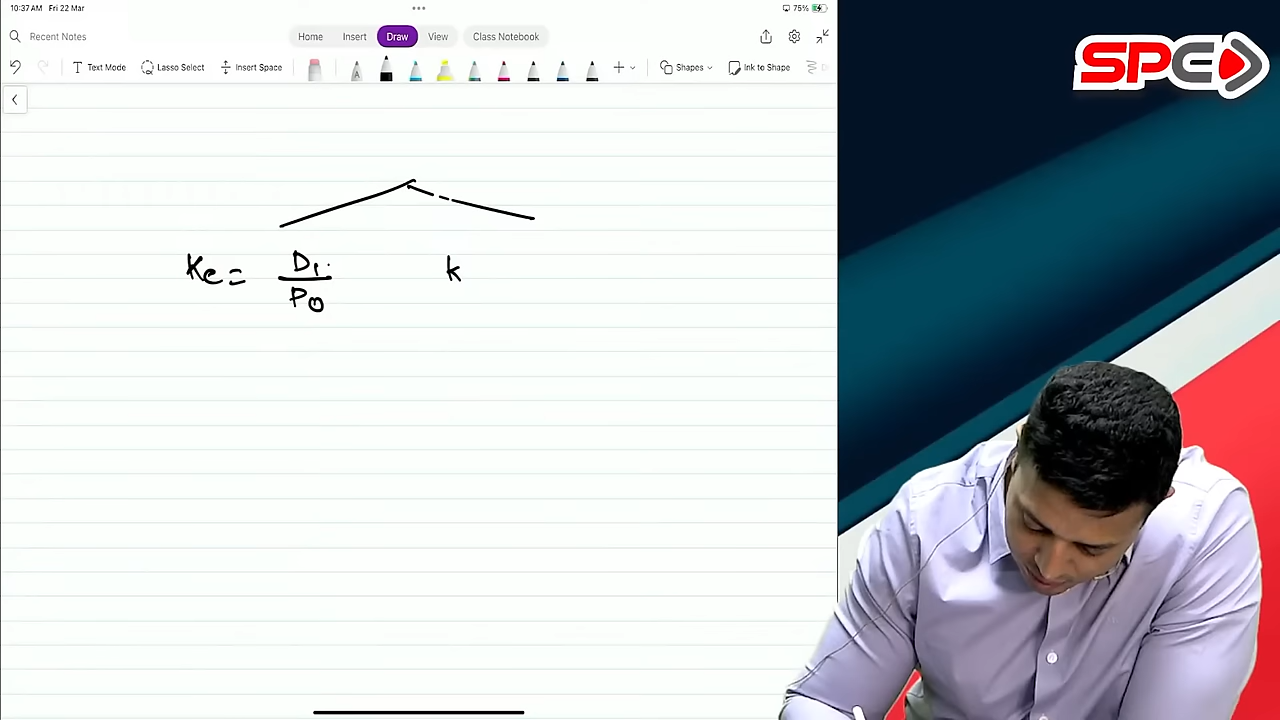 10:37 AM Fri 22 Mar
75%
Recent Notes
Home Insert Draw View Class Notebook
Text Mode Lasso Select Insert Space Shapes Ink to Shape
SPC
Ke = D1 k
P0